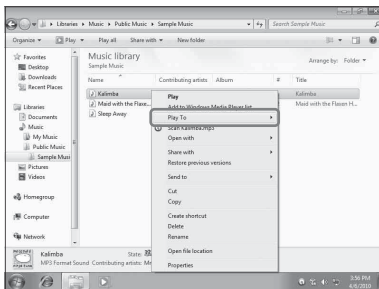 Libraries ▸ Music ▸ Public Music ▸ Sample Music
Search Sample Music
Organize Play Play all Share with New folder
Favorites
Desktop
Downloads
Recent Places
Libraries
Documents
Music
My Music
Public Music
Sample Musi
Pictures
Videos
Homegroup
Computer
Network
Music library
Sample Music
Arrange by: Folder
Name Contributing artists Album # Title
Kalimba Kalimba
Maid with the Flaxe... Maid with the Flaxen H...
Sleep Away
Play
Add to Windows Media Player list
Play To
Scan Kalimba.mp3
Open with
Share with
Restore previous versions
Send to
Cut
Copy
Create shortcut
Delete
Rename
Open file location
Properties
Kalimba State:
MP3 Format Sound Contributing artists:
3:56 PM